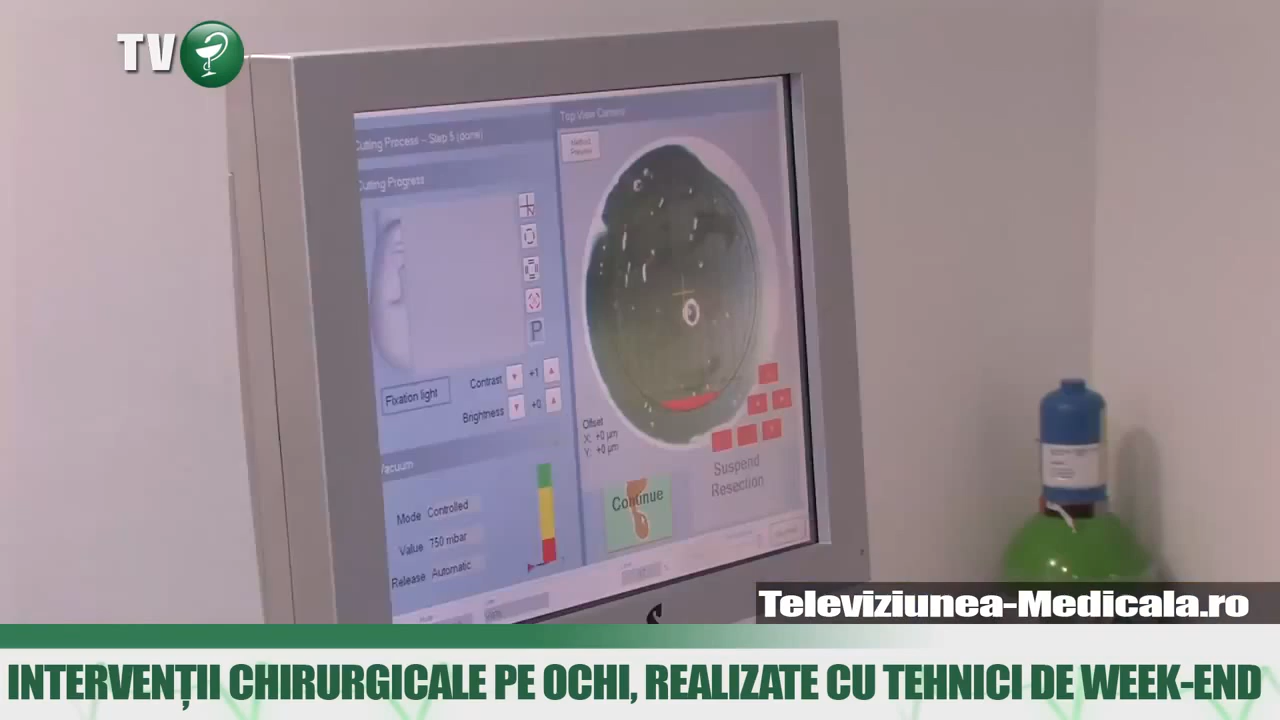 TV
Cutting Process -- Step 5 (done)
Cutting Progress
Top View Camera
Method
Preview
P
Fixation light
Contrast +1
Brightness +0
Offset
X: +0 µm
Y: +0 µm
Vacuum
Mode Controlled
Value 750 mbar
Release Automatic
Continue
Suspend
Resection
Televiziunea-Medicala.ro
INTERVENȚII CHIRURGICALE PE OCHI, REALIZATE CU TEHNICI DE WEEK-END